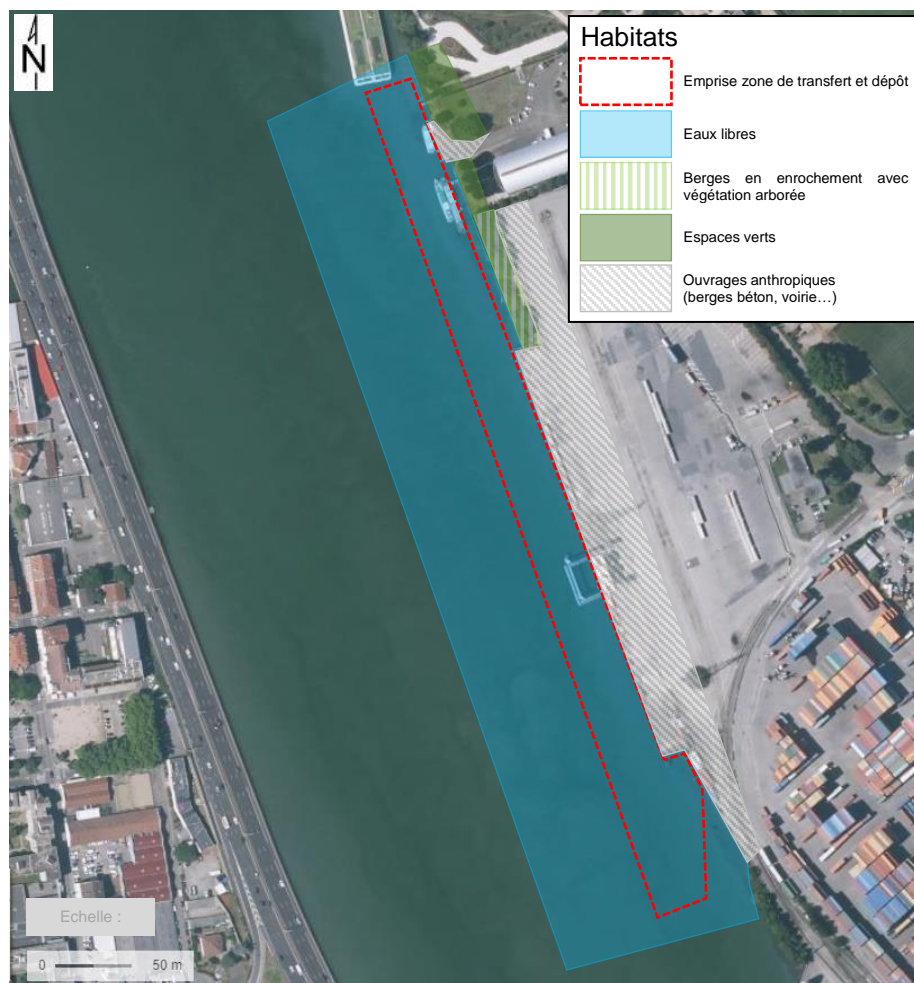 N
Habitats
Emprise zone de transfert et dépôt
Eaux libres
Berges en enrochement avec
végétation arborée
Espaces verts
Ouvrages anthropiques
(berges béton, voirie…)
Echelle :
0 50 m